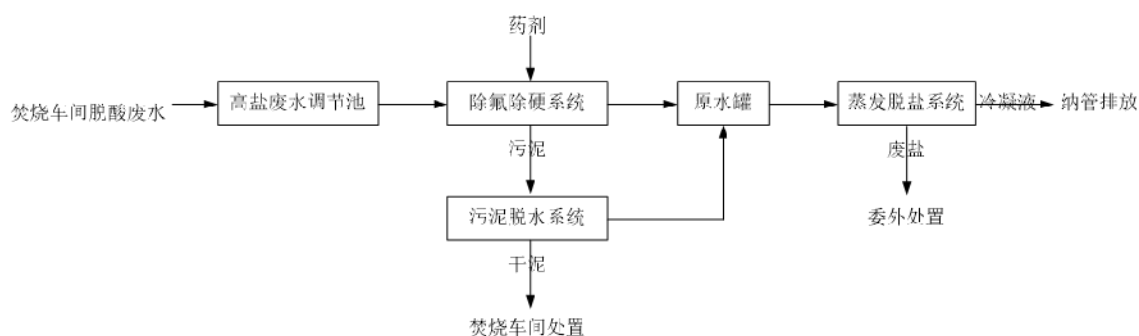 药剂
焚烧车间脱酸废水
高盐废水调节池
除氟除硬系统
原水罐
蒸发脱盐系统
冷凝液
纳管排放
污泥
废盐
污泥脱水系统
委外处置
干泥
焚烧车间处置